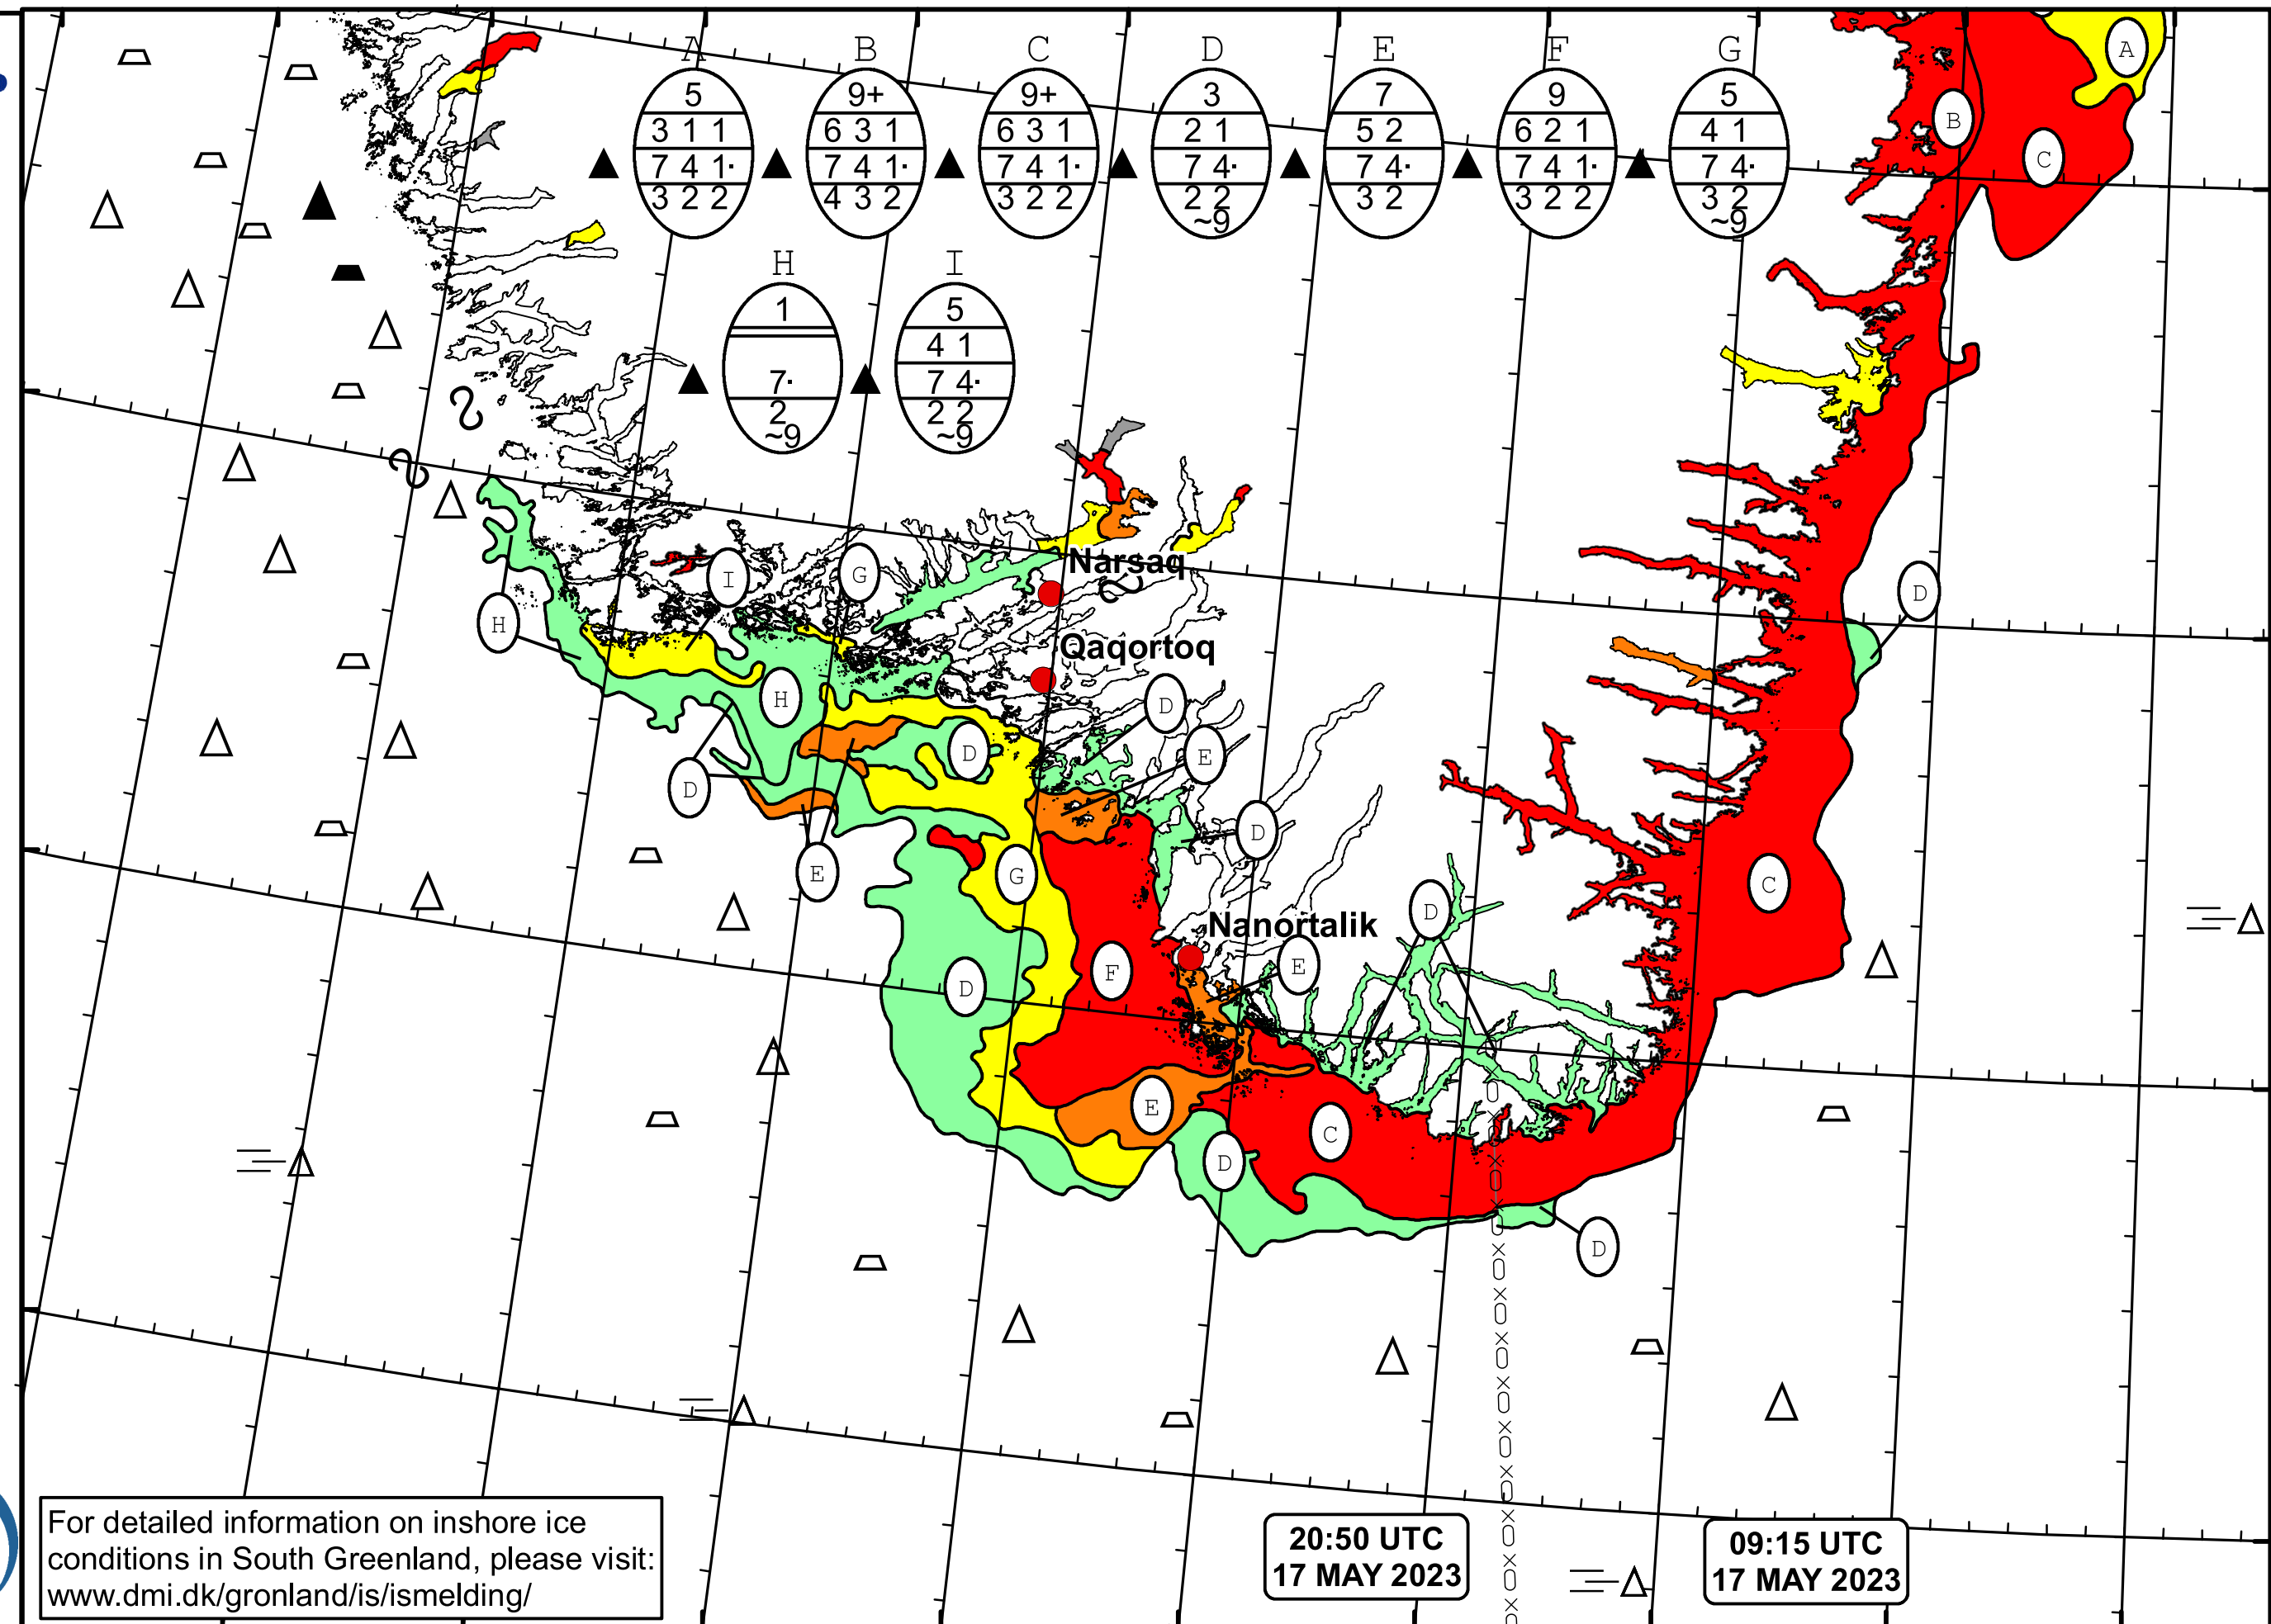 A B C D E F G
5 9+ 9+ 3 7 9 5
3 1 1 6 3 1 6 3 1 2 1 5 2 6 2 1 4 1
7 4 1· 7 4 1· 7 4 1· 7 4· 7 4· 7 4 1· 7 4·
3 2 2 4 3 2 3 2 2 2 2 3 2 3 2 2 3 2
~9 ~9
H I
1 5
4 1
7· 7 4·
2 2 2
~9 ~9
A
B
C
Narsaq
I
G
D
H
Qaqortoq
H
D
D
E
D
D
E
G
C
D
Nanortalik
F
E
D
E
C
D
D
For detailed information on inshore ice
conditions in South Greenland, please visit:
www.dmi.dk/gronland/is/ismelding/
20:50 UTC
17 MAY 2023
09:15 UTC
17 MAY 2023